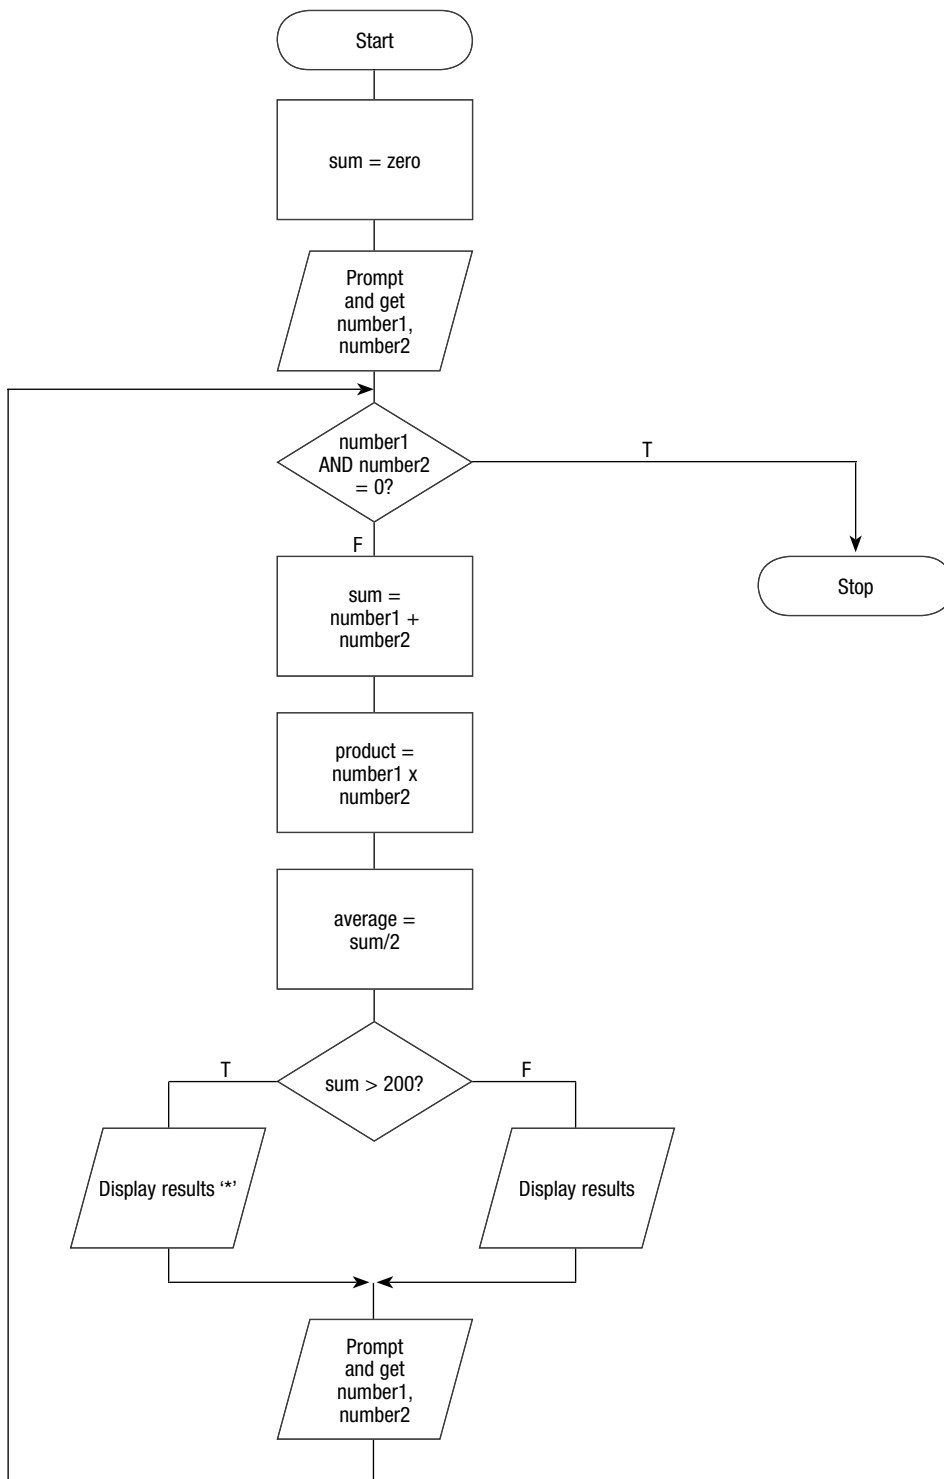 Start
sum = zero
Prompt
and get
number1,
number2
number1
AND number2
= 0?
T
F
Stop
sum =
number1 +
number2
product =
number1 x
number2
average =
sum/2
sum > 200?
T
F
Display results ‘*’
Display results
Prompt
and get
number1,
number2